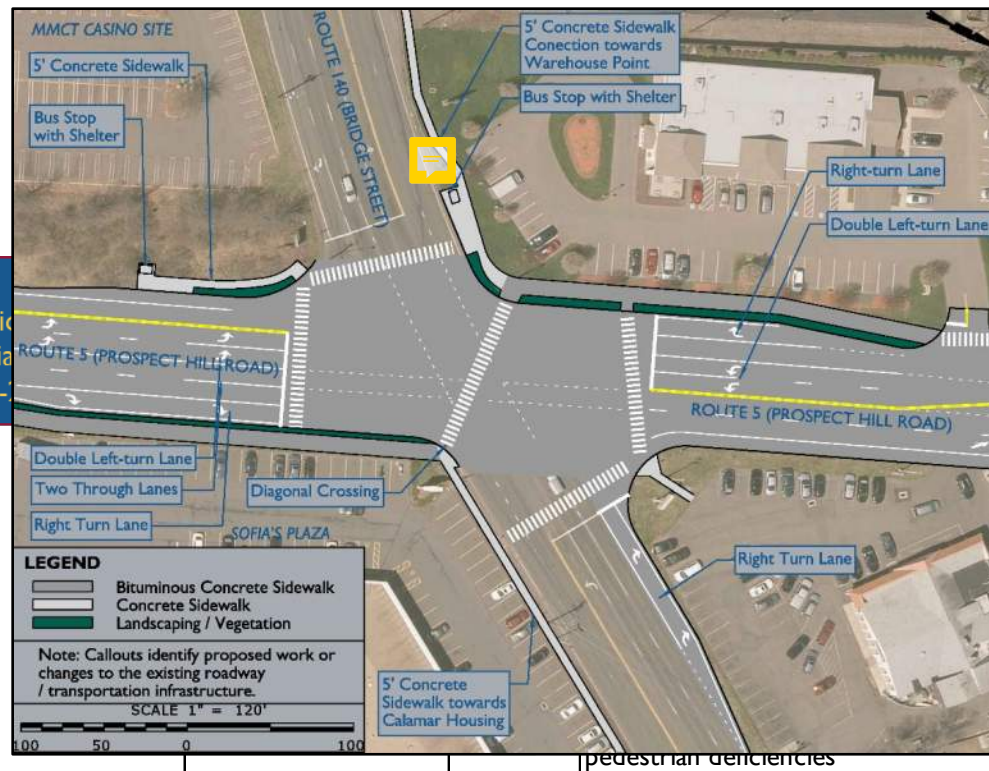 MMCT CASINO SITE
5' Concrete Sidewalk
Bus Stop
with Shelter
ROUTE 140 (BRIDGE STREET)
5' Concrete Sidewalk
Conection towards
Warehouse Point
Bus Stop with Shelter
Right-turn Lane
Double Left-turn Lane
ROUTE 5 (PROSPECT HILL ROAD)
ROUTE 5 (PROSPECT HILL ROAD)
Double Left-turn Lane
Two Through Lanes
Right Turn Lane
Diagonal Crossing
SOFIA'S PLAZA
Right Turn Lane
5' Concrete
Sidewalk towards
Calamar Housing
LEGEND
Bituminous Concrete Sidewalk
Concrete Sidewalk
Landscaping / Vegetation
Note: Callouts identify proposed work or
changes to the existing roadway
/ transportation infrastructure.
SCALE 1" = 120'
100 50 0 100
pedestrian deficiencies